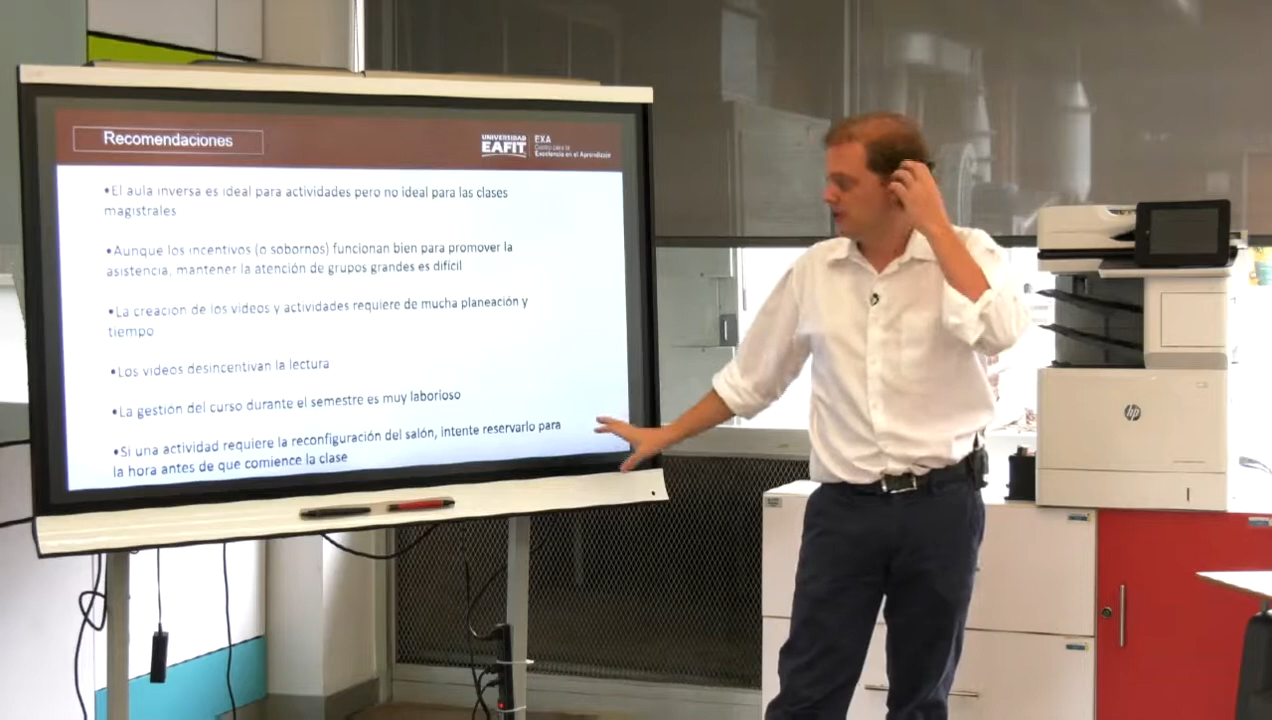 Recomendaciones
UNIVERSIDAD
EAFIT
EXA
Centro para la
Excelencia en el Aprendizaje
•El aula inversa es ideal para actividades pero no ideal para las clases
magistrales
•Aunque los incentivos (o sobornos) funcionan bien para promover la
asistencia, mantener la atención de grupos grandes es difícil
•La creación de los videos y actividades requiere de mucha planeación y
tiempo
•Los videos desincentivan la lectura
•La gestión del curso durante el semestre es muy laborioso
•Si una actividad requiere la reconfiguración del salón, intente reservarlo para
la hora antes de que comience la clase
hp